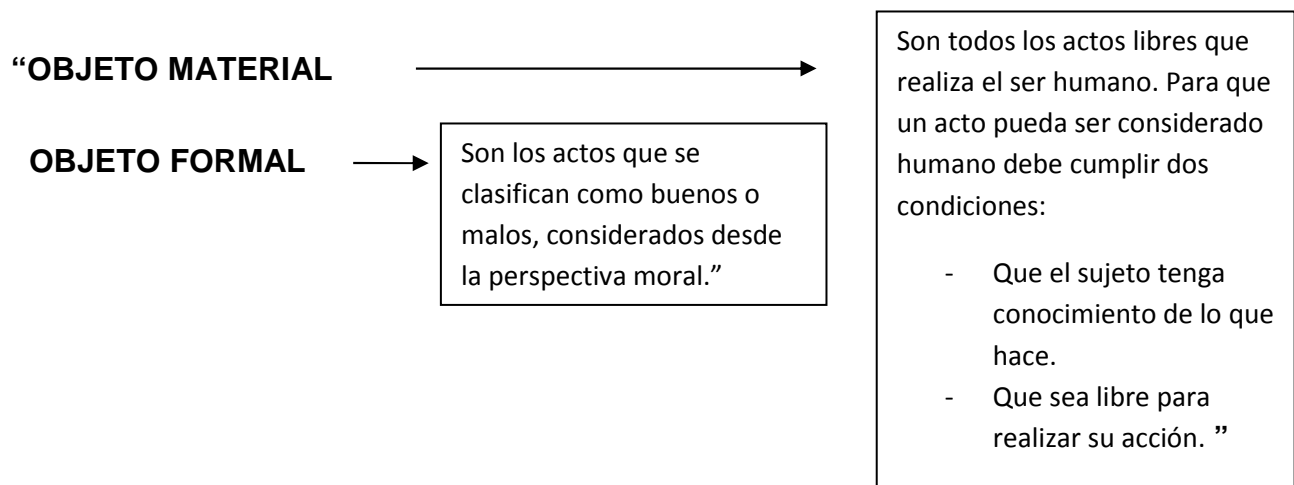 “OBJETO MATERIAL
Son todos los actos libres que
realiza el ser humano. Para que
un acto pueda ser considerado
humano debe cumplir dos
condiciones:
- Que el sujeto tenga
conocimiento de lo que
hace.
- Que sea libre para
realizar su acción. ”
OBJETO FORMAL
Son los actos que se
clasifican como buenos o
malos, considerados desde
la perspectiva moral.”